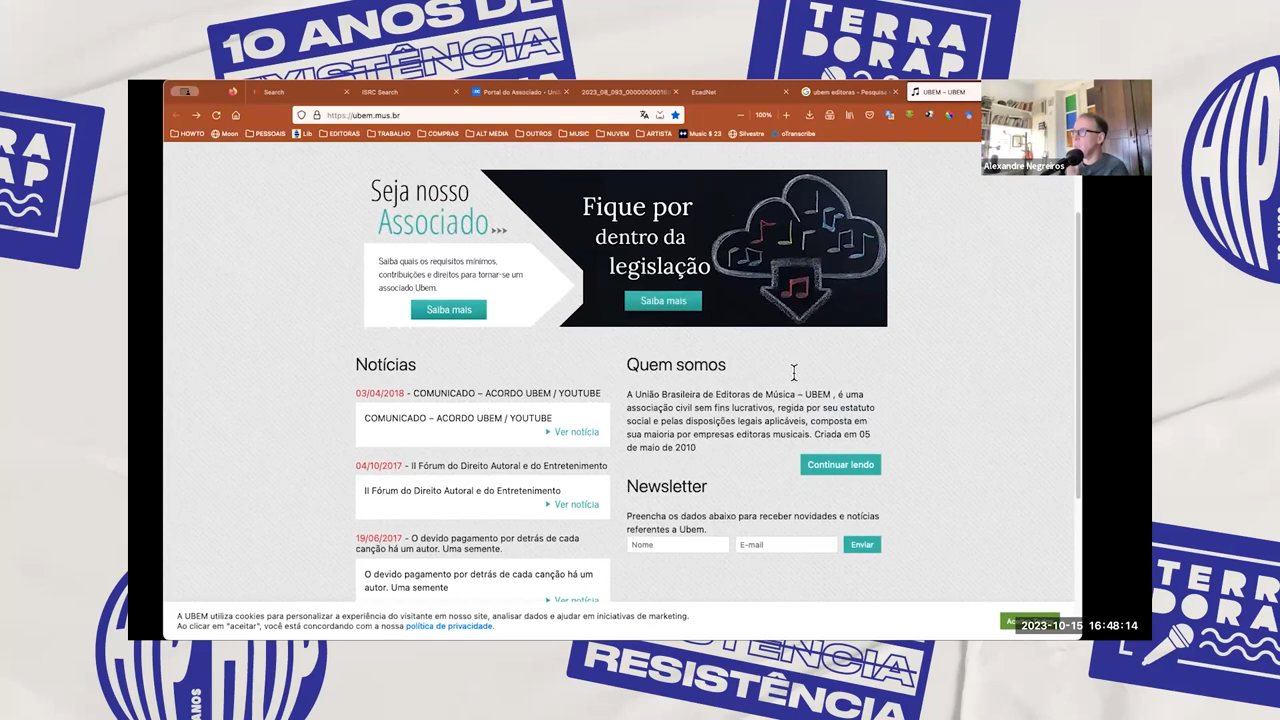 10 ANOS DE
EXISTÊNCIA
TERRA
DORAP
Search
ISRC Search
Portal do Associado - Uni
2023_08_093_0000000001
EcadNet
ubem editoras - Pesquisa
UBEM – UBEM
https://ubem.mus.br
100%
HOWTO
Moon
PESSOAIS
Lib
EDITORAS
TRABALHO
COMPRAS
ALT MEDIA
OUTROS
MUSIC
NUVEM
ARTISTA
Music $ 23
Silvestre
oTranscribe
Alexandre Negreiros
Seja nosso
Associado
Saiba quais os requisitos mínimos,
contribuições e direitos para tornar-se um
associado Ubem.
Saiba mais
Fique por
dentro da
legislação
Saiba mais
Notícias
03/04/2018 - COMUNICADO – ACORDO UBEM / YOUTUBE
COMUNICADO – ACORDO UBEM / YOUTUBE
Ver notícia
04/10/2017 - II Fórum do Direito Autoral e do Entretenimento
II Fórum do Direito Autoral e do Entretenimento
Ver notícia
19/06/2017 - O devido pagamento por detrás de cada
canção há um autor. Uma semente.
O devido pagamento por detrás de cada canção há um
autor. Uma semente
Ver notícia
Quem somos
A União Brasileira de Editoras de Música – UBEM , é uma
associação civil sem fins lucrativos, regida por seu estatuto
social e pelas disposições legais aplicáveis, composta em
sua maioria por empresas editoras musicais. Criada em 05
de maio de 2010
Continuar lendo
Newsletter
Preencha os dados abaixo para receber novidades e notícias
referentes a Ubem.
Nome
E-mail
Enviar
A UBEM utiliza cookies para personalizar a experiência do visitante em nosso site, analisar dados e ajudar em iniciativas de marketing.
Ao clicar em "aceitar", você está concordando com a nossa política de privacidade.
2023-10-15 16:48:14
RESISTÊNCIA
TERRA
HIP